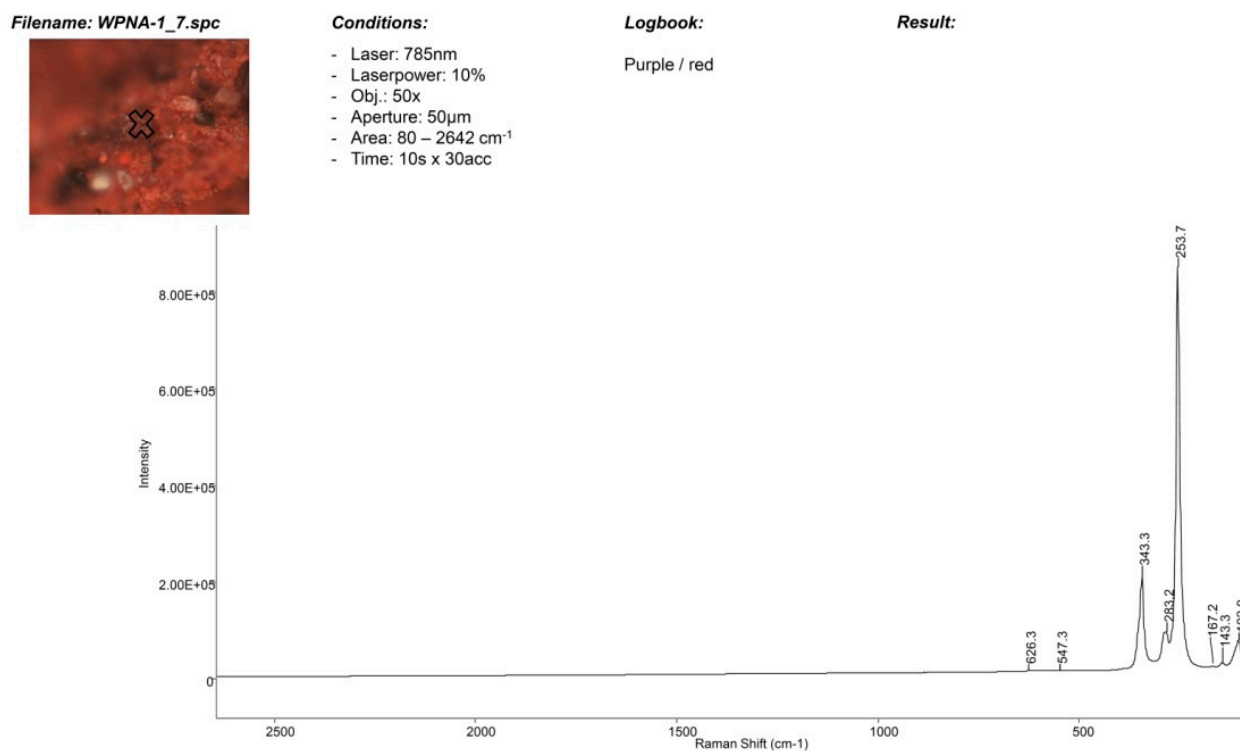 Filename: WPNA-1_7.spc
Conditions:
Logbook:
Result:
- Laser: 785nm
- Laserpower: 10%
- Obj.: 50x
- Aperture: 50µm
- Area: 80 – 2642 cm-1
- Time: 10s x 30acc
Purple / red
253.7
343.3
283.2
167.2
143.3
626.3
547.3
8.00E+05
6.00E+05
4.00E+05
2.00E+05
0
Intensity
2500
2000
1500
1000
500
Raman Shift (cm-1)